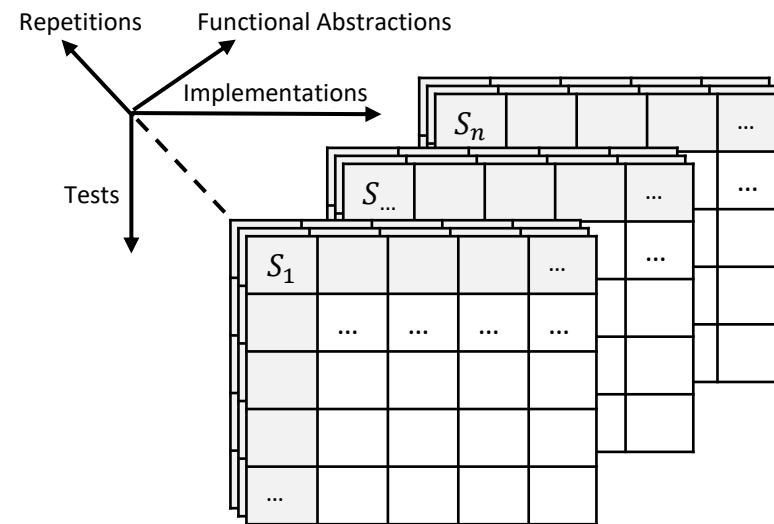 Repetitions
Functional Abstractions
Implementations
Tests
S_n
...
...
S_...
...
...
S_1
...
... ... ... ...
...